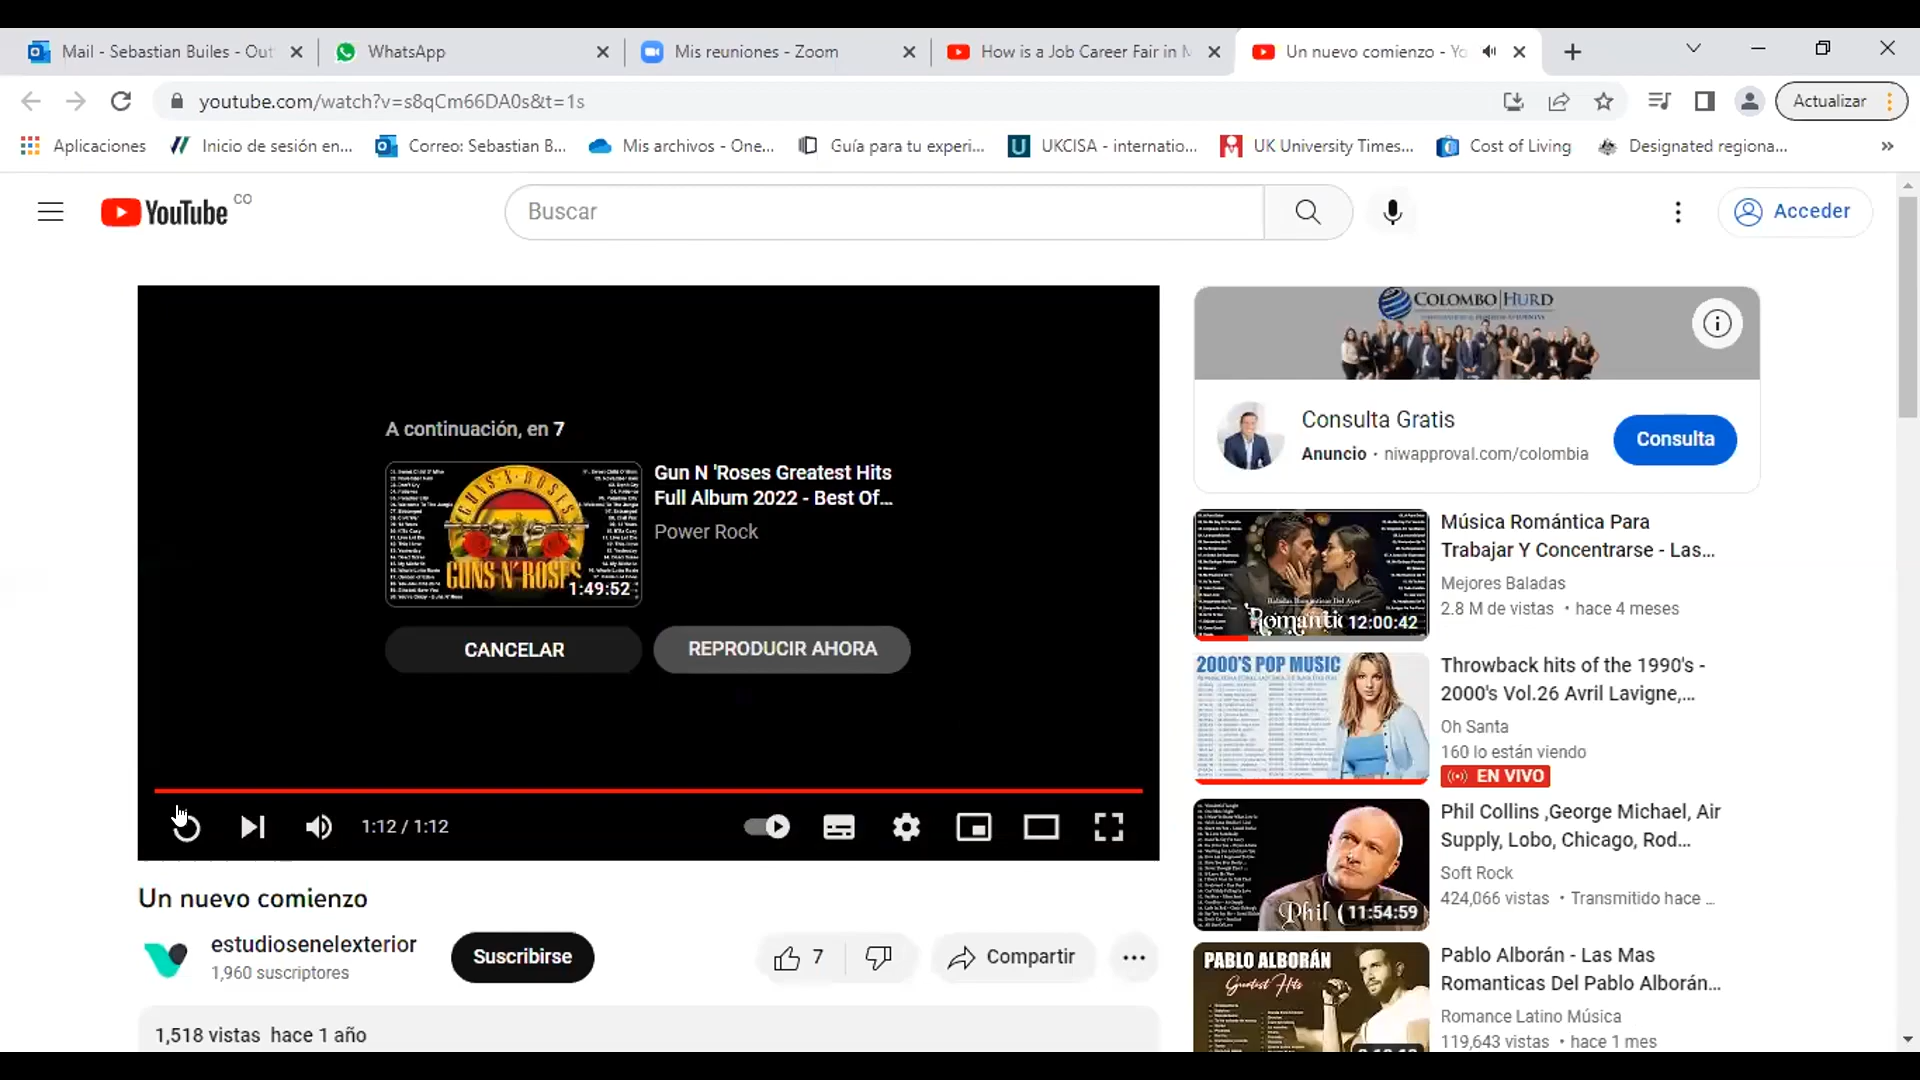 Mail - Sebastian Builes - Out
WhatsApp
Mis reuniones - Zoom
How is a Job Career Fair in M
Un nuevo comienzo - Yo
youtube.com/watch?v=s8qCm66DA0s&t=1s
Actualizar
Aplicaciones
Inicio de sesión en...
Correo: Sebastian B...
Mis archivos - One...
Guía para tu experi...
UKCISA - internatio...
UK University Times...
Cost of Living
Designated regiona...
YouTube CO
Buscar
Acceder
A continuación, en 7
GUNS N' ROSES
1:49:52
Gun N 'Roses Greatest Hits
Full Album 2022 - Best Of...
Power Rock
CANCELAR
REPRODUCIR AHORA
1:12 / 1:12
Un nuevo comienzo
estudiosenelexterior
1,960 suscriptores
Suscribirse
7
Compartir
1,518 vistas hace 1 año
COLOMBO HURD
Consulta Gratis
Anuncio · niwapproval.com/colombia
Consulta
Romantic
12:00:42
Música Romántica Para
Trabajar Y Concentrarse - Las...
Mejores Baladas
2.8 M de vistas • hace 4 meses
2000'S POP MUSIC
Throwback hits of the 1990's -
2000's Vol.26 Avril Lavigne,...
Oh Santa
160 lo están viendo
EN VIVO
Phil
11:54:59
Phil Collins ,George Michael, Air
Supply, Lobo, Chicago, Rod...
Soft Rock
424,066 vistas • Transmitido hace ...
PABLO ALBORÁN
Greatest Hits
Pablo Alborán - Las Mas
Romanticas Del Pablo Alborán...
Romance Latino Música
119,643 vistas • hace 1 mes